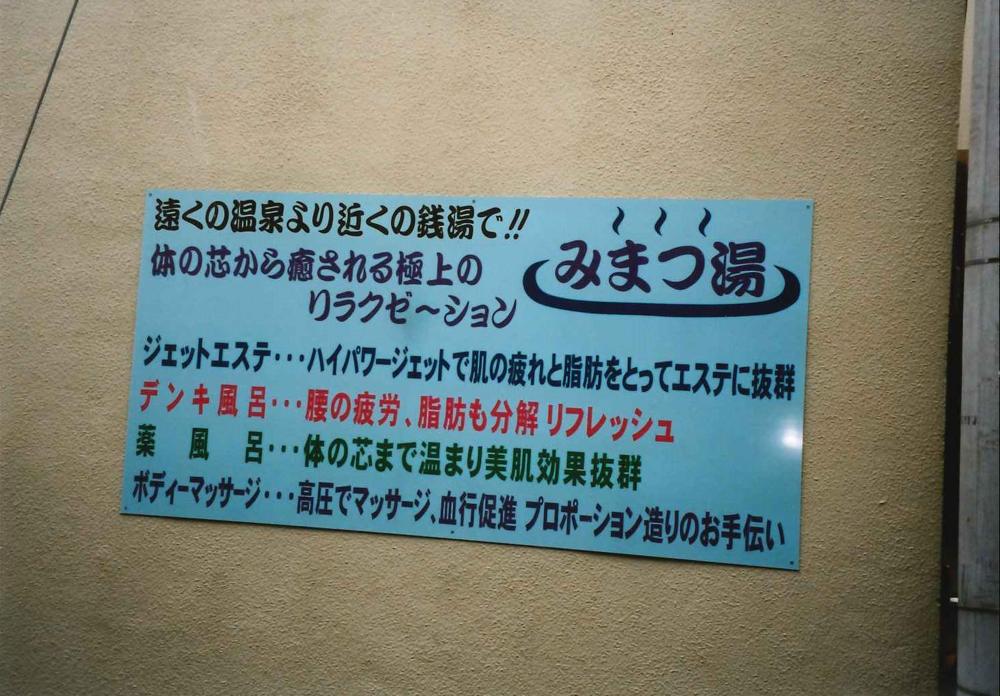 遠くの温泉より近くの銭湯で!!
みまつ湯
体の芯から癒される極上の
リラクゼ〜ション
ジェットエステ・・・ハイパワージェットで肌の疲れと脂肪をとってエステに抜群
デンキ風呂・・・腰の疲労、脂肪も分解 リフレッシュ
薬風呂・・・体の芯まで温まり美肌効果抜群
ボディーマッサージ・・・高圧でマッサージ、血行促進 プロポーション造りのお手伝い